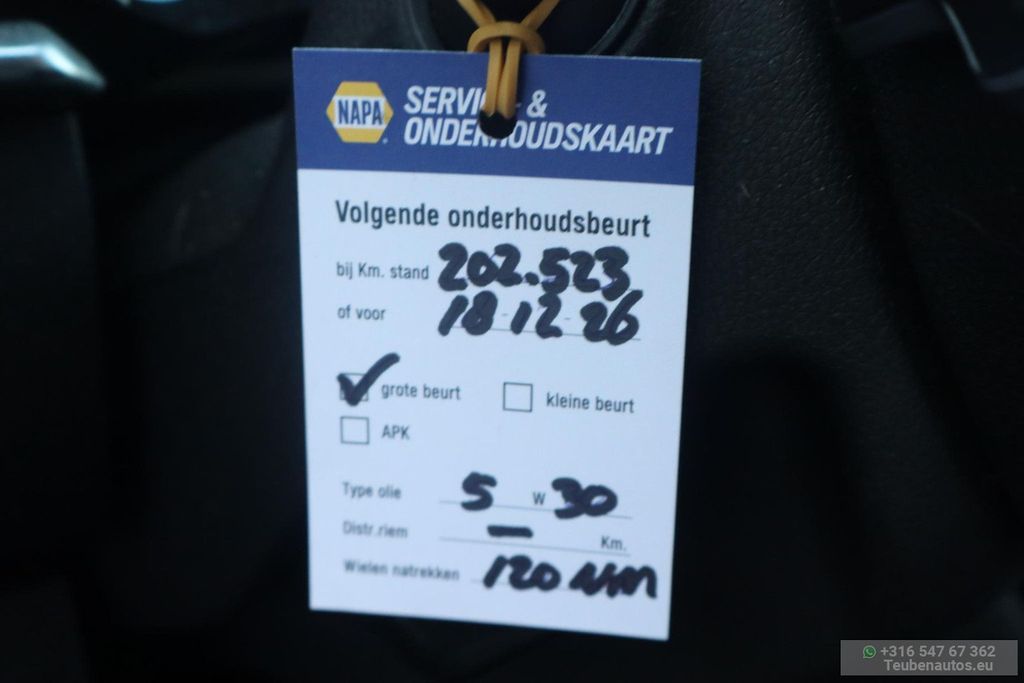 NAPA
SERVICE- &
ONDERHOUDSKAART
Volgende onderhoudsbeurt
bij Km. stand 202.523
of voor 18-12-26
grote beurt kleine beurt
APK
Type olie 5 W 30
Distr.riem — Km.
Wielen natrekken 120 Nm
+316 547 67 362
Teubenautos.eu